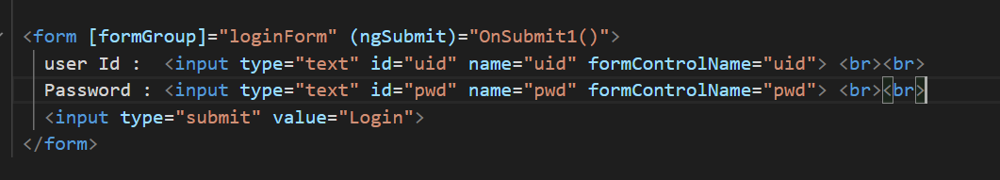 <form [formGroup]="loginForm" (ngSubmit)="OnSubmit1()">
user Id :  <input type="text" id="uid" name="uid" formControlName="uid"> <br><br>
Password : <input type="text" id="pwd" name="pwd" formControlName="pwd"> <br><br>
<input type="submit" value="Login">
</form>